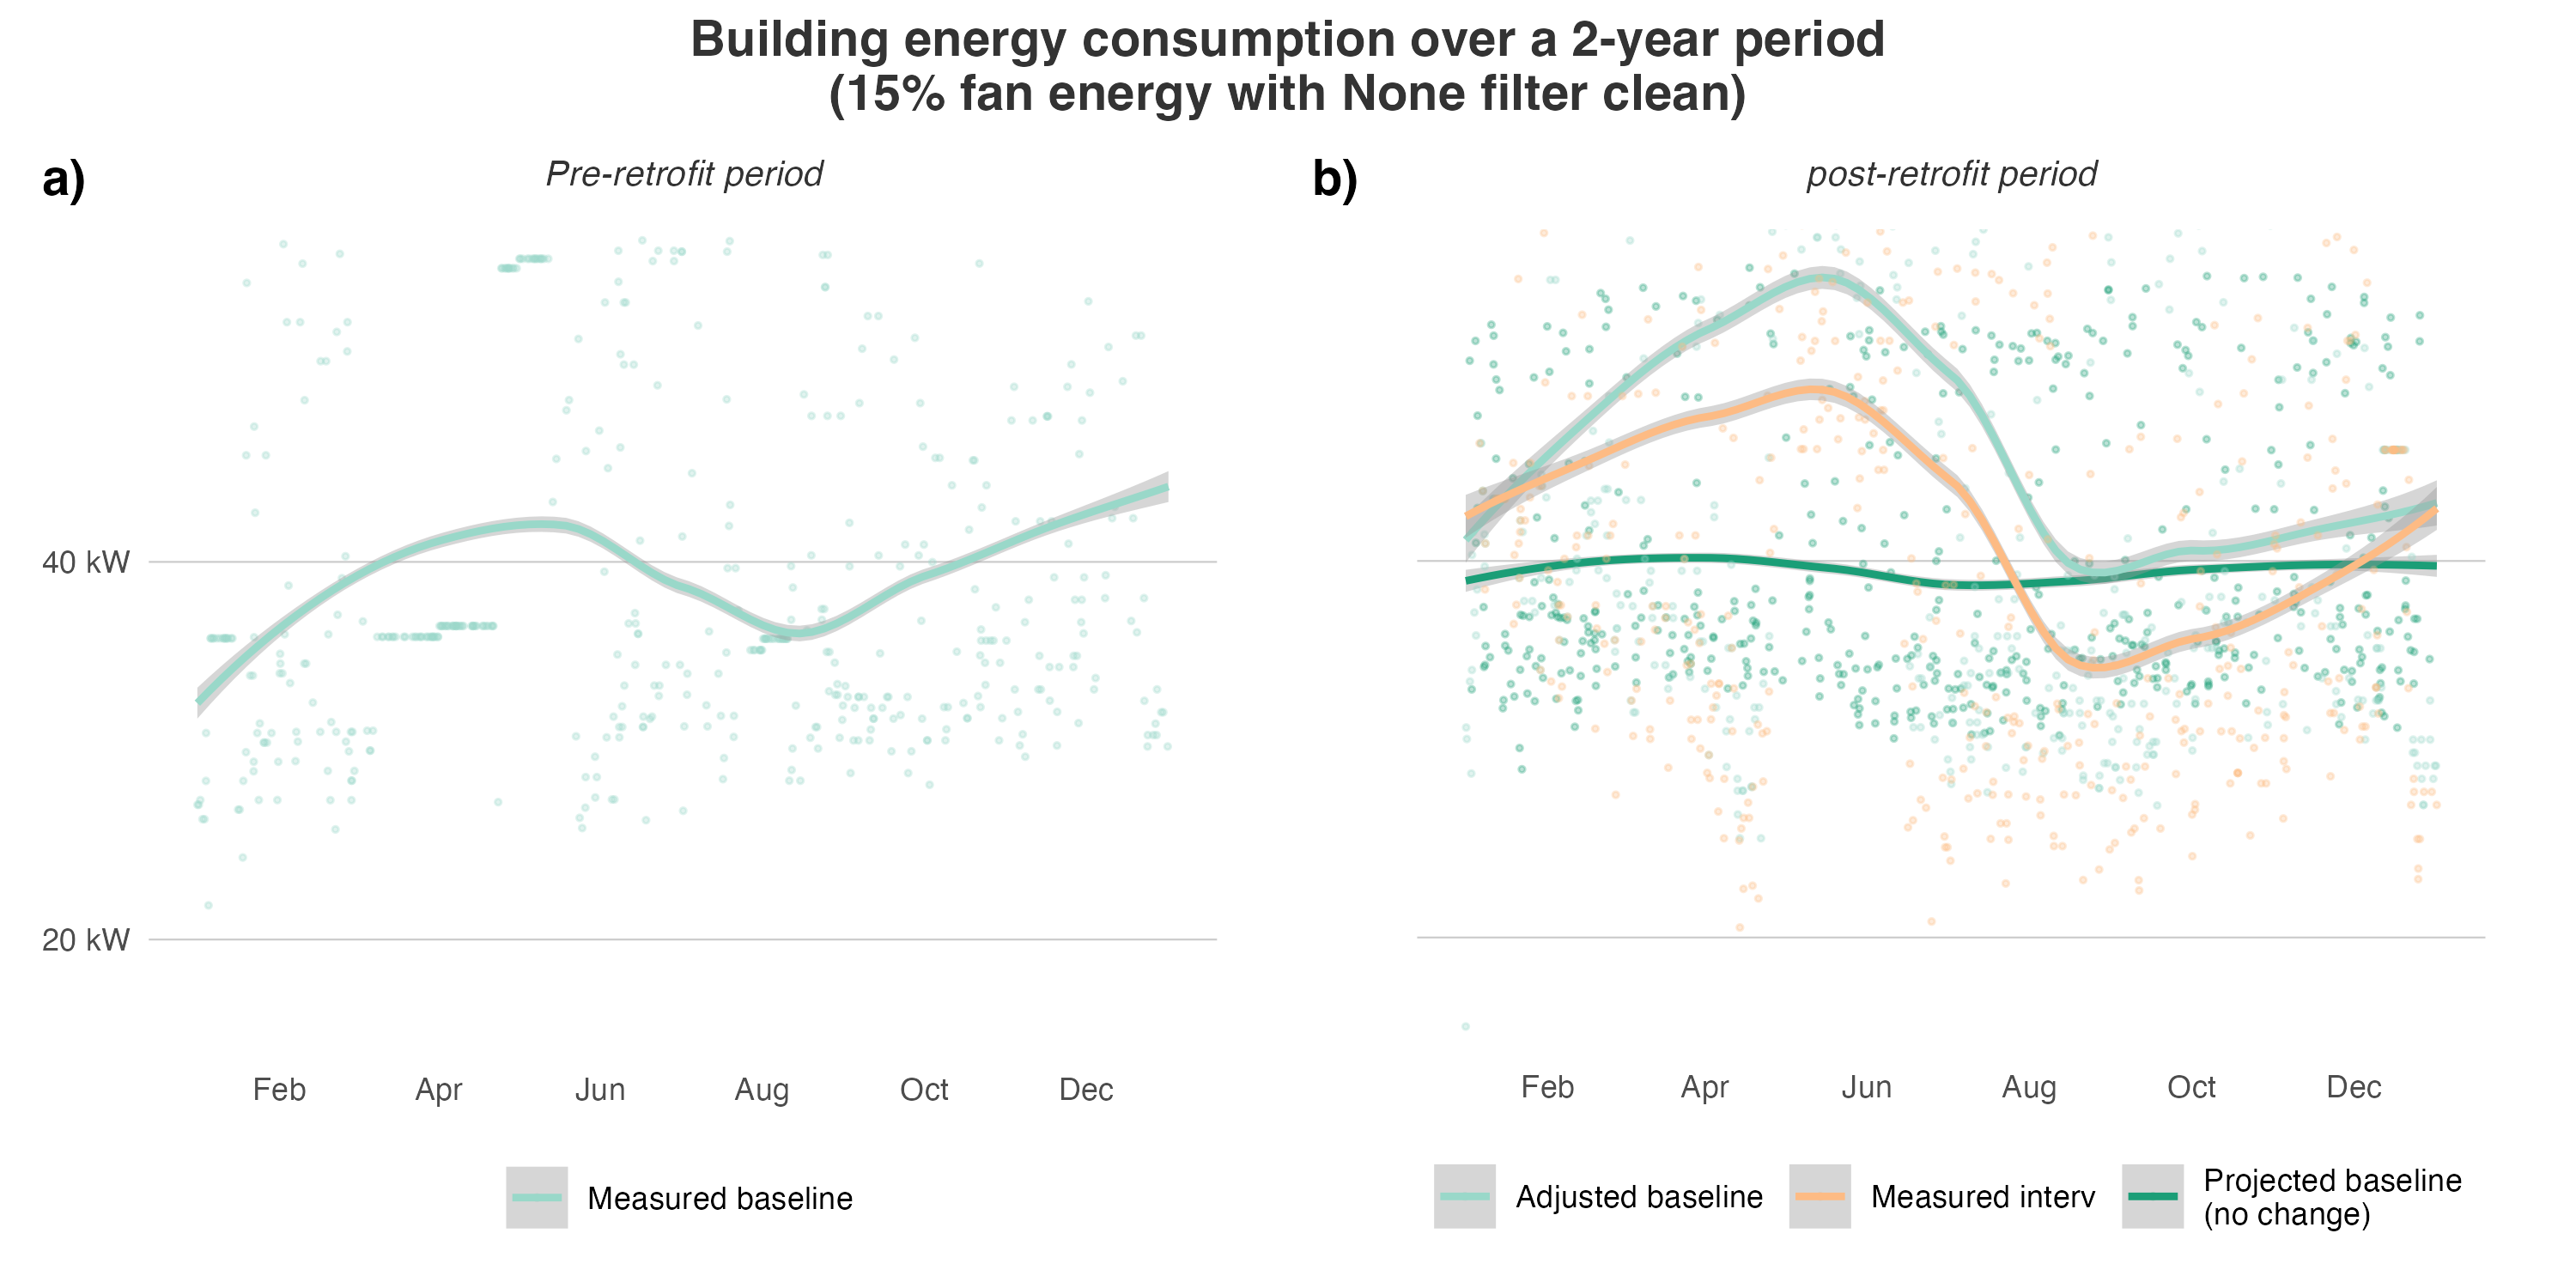 Building energy consumption over a 2-year period
(15% fan energy with None filter clean)
a)
Pre-retrofit period
40 kW
20 kW
Feb Apr Jun Aug Oct Dec
Measured baseline
b)
post-retrofit period
Feb Apr Jun Aug Oct Dec
Adjusted baseline
Measured interv
Projected baseline
(no change)